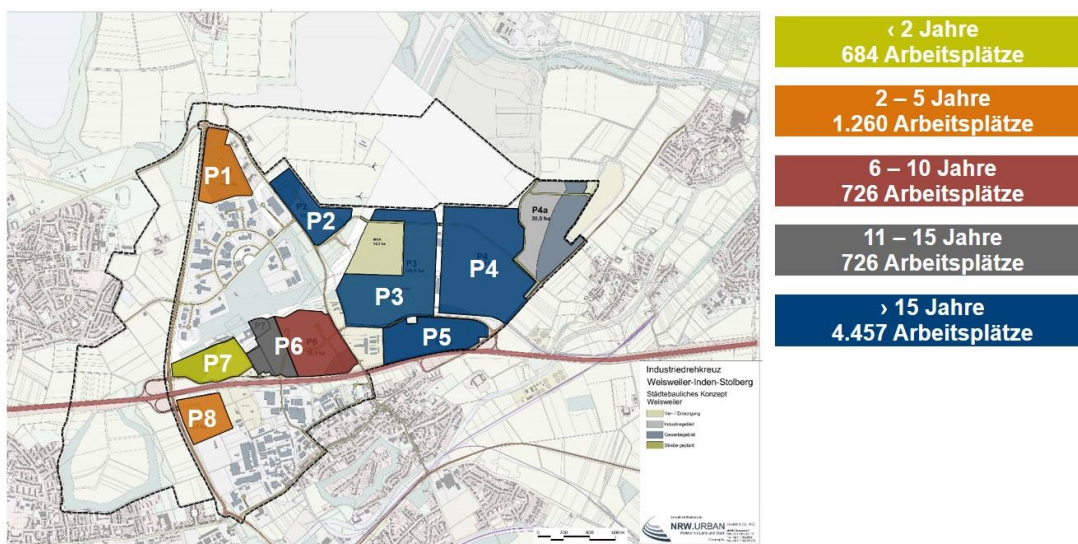 < 2 Jahre
684 Arbeitsplätze
2 – 5 Jahre
1.260 Arbeitsplätze
6 – 10 Jahre
726 Arbeitsplätze
11 – 15 Jahre
726 Arbeitsplätze
> 15 Jahre
4.457 Arbeitsplätze
P1
P2
P3
P4
P4a
P5
P6
P7
P8
Industriedrehkreuz
Weisweiler-Inden-Stolberg
Städtebauliches Konzept
Weisweiler
Ver- / Entsorgung
Industriegebiet
Gewerbegebiet
Straße geplant
NRW.URBAN